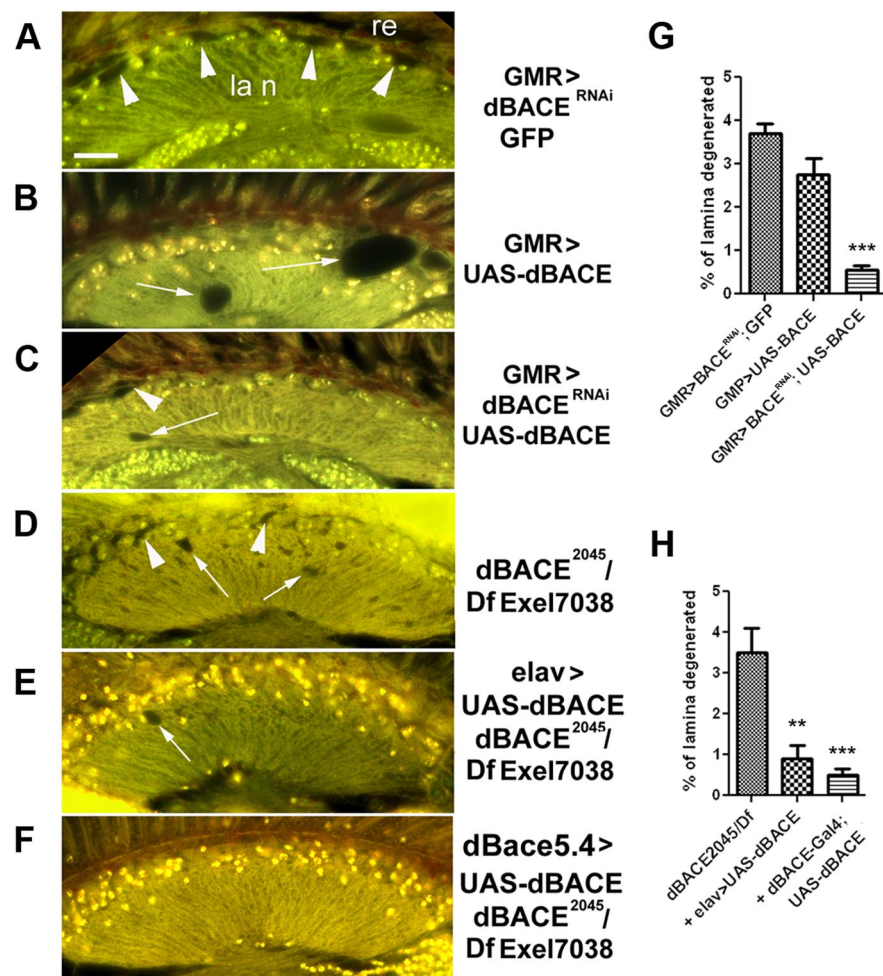 A
re
la n
GMR>
dBACE RNAi
GFP
B
GMR>
UAS-dBACE
C
GMR>
dBACE RNAi
UAS-dBACE
D
dBACE 2045/
Df Exel7038
E
elav>
UAS-dBACE
dBACE 2045/
Df Exel7038
F
dBace5.4>
UAS-dBACE
dBACE 2045/
Df Exel7038
G
% of lamina degenerated
5
4
3
2
1
0
***
GMR>BACE RNAi; GFP
GMP>UAS-BACE
GMR> BACE RNAi; UAS-BACE
H
% of lamina degenerated
5
4
3
2
1
0
**
***
dBACE2045/Df
+ elav>UAS-dBACE
+ dBACE-Gal4;
UAS-dBACE